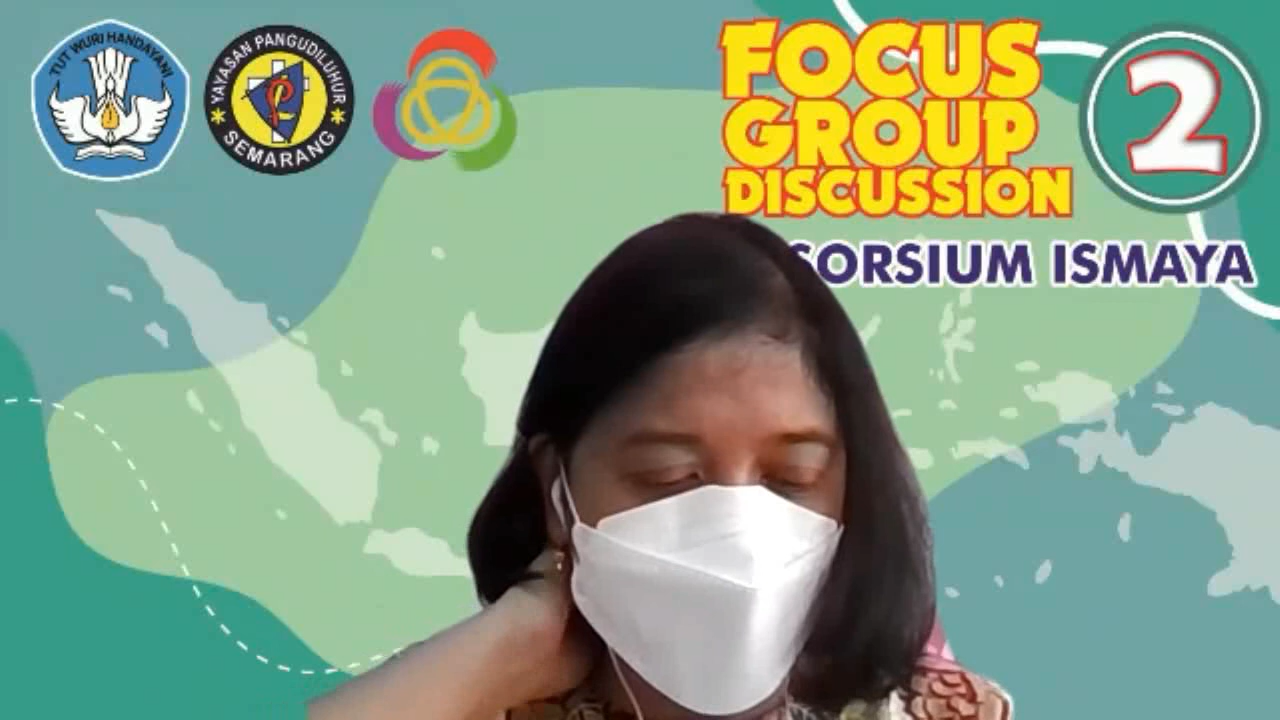 TUT WURI HANDAYANI
YAYASAN PANGUDILUHUR
SEMARANG
FOCUS
GROUP
DISCUSSION
2
SORSIUM ISMAYA